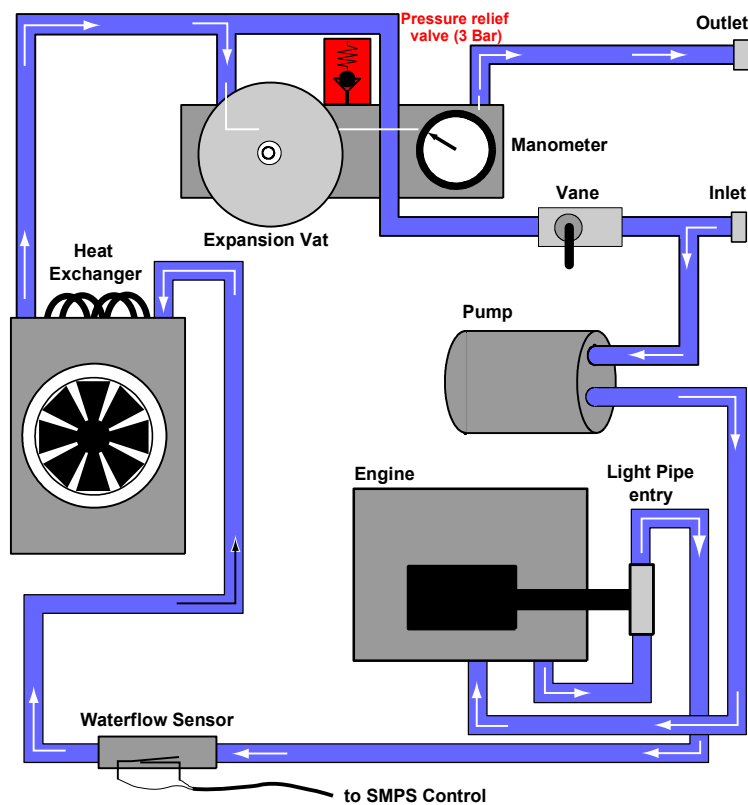 Pressure relief
valve (3 Bar)
Outlet
Manometer
Vane
Inlet
Expansion Vat
Heat
Exchanger
Pump
Engine
Light Pipe
entry
Waterflow Sensor
to SMPS Control